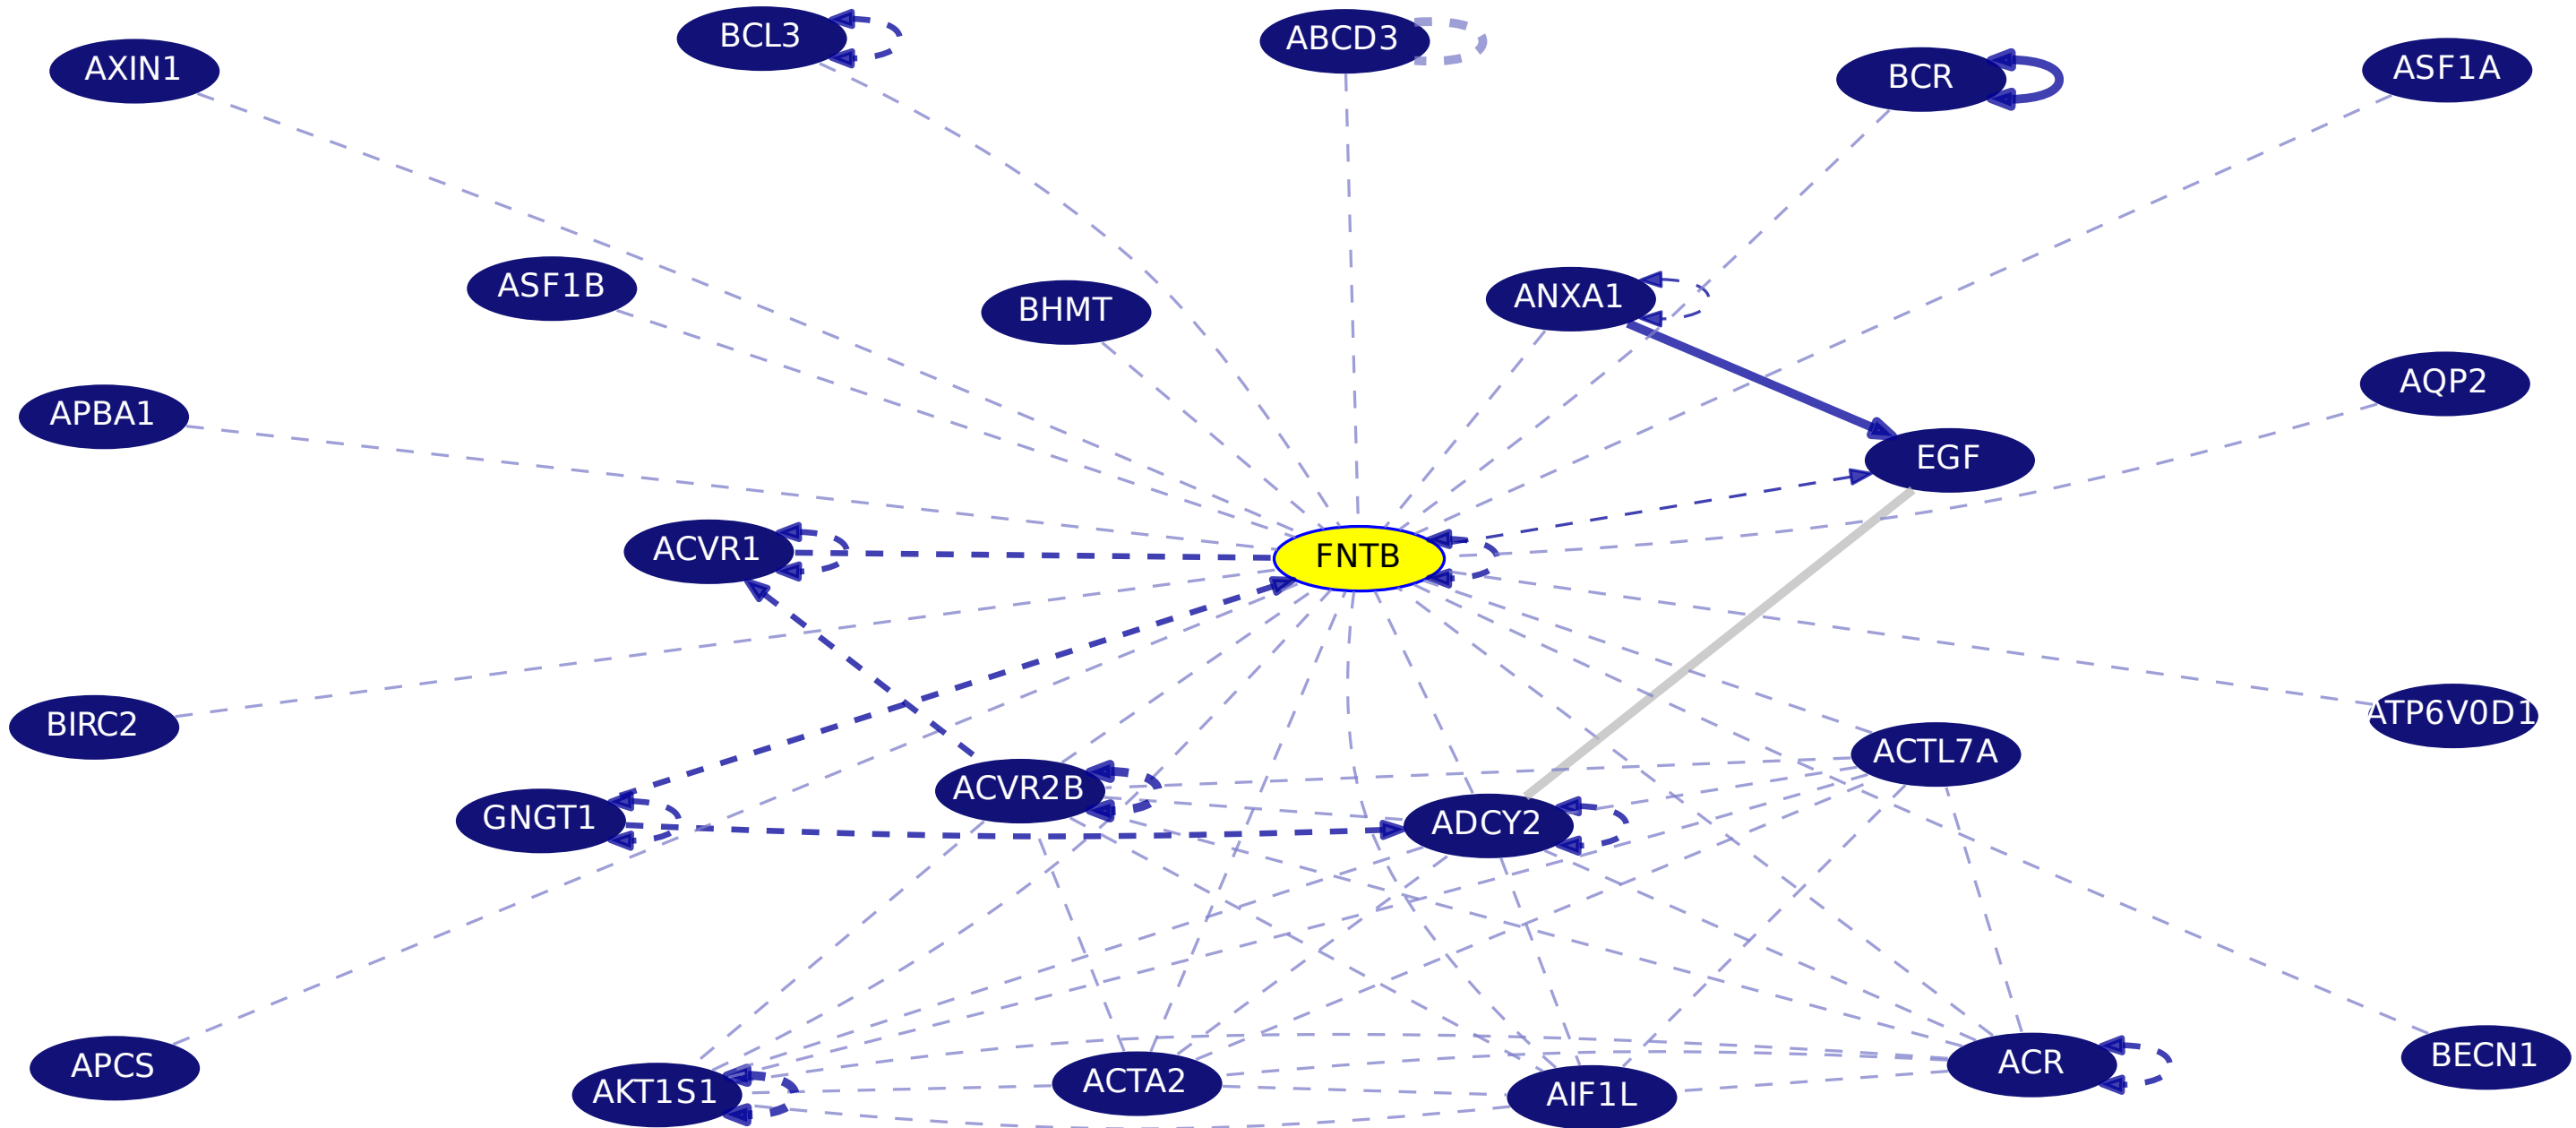 BCL3
ABCD3
AXIN1
BCR
ASF1A
ASF1B
BHMT
ANXA1
APBA1
AQP2
EGF
ACVR1
FNTB
BIRC2
ATP6V0D1
ACTL7A
ACVR2B
GNGT1
ADCY2
APCS
AKT1S1
ACTA2
AIF1L
ACR
BECN1